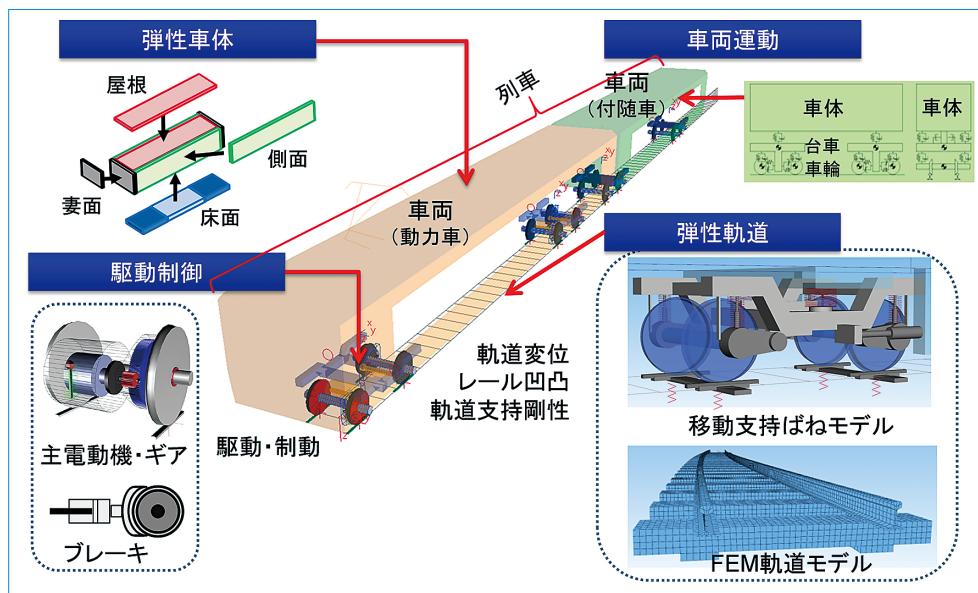 弾性車体
屋根
側面
妻面
床面
車両運動
列車
車両
(付随車)
車体
車体
台車
車輪
車両
(動力車)
駆動制御
主電動機・ギア
ブレーキ
駆動・制動
軌道変位
レール凹凸
軌道支持剛性
弾性軌道
移動支持ばねモデル
FEM軌道モデル